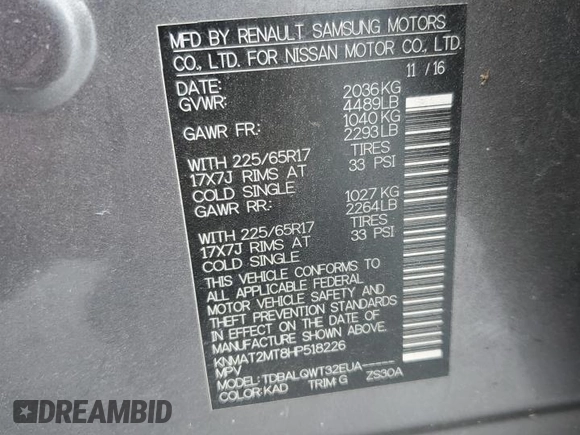 MFD BY RENAULT SAMSUNG MOTORS
CO., LTD. FOR NISSAN MOTOR CO., LTD.
DATE: 11/16
GVWR: 2036KG
4489LB
GAWR FR: 1040KG
2293LB
WITH 225/65R17 TIRES
17X7J RIMS AT 33 PSI
COLD SINGLE
GAWR RR: 1027KG
2264LB
WITH 225/65R17 TIRES
17X7J RIMS AT 33 PSI
COLD SINGLE
THIS VEHICLE CONFORMS TO
ALL APPLICABLE FEDERAL
MOTOR VEHICLE SAFETY AND
THEFT PREVENTION STANDARDS
IN EFFECT ON THE DATE OF
MANUFACTURE SHOWN ABOVE.
KNMAT2MT8HP518226
MPV
MODEL: TDBALQWT32EUA-----
COLOR: KAD TRIM: G ZS30A
DREAMBID